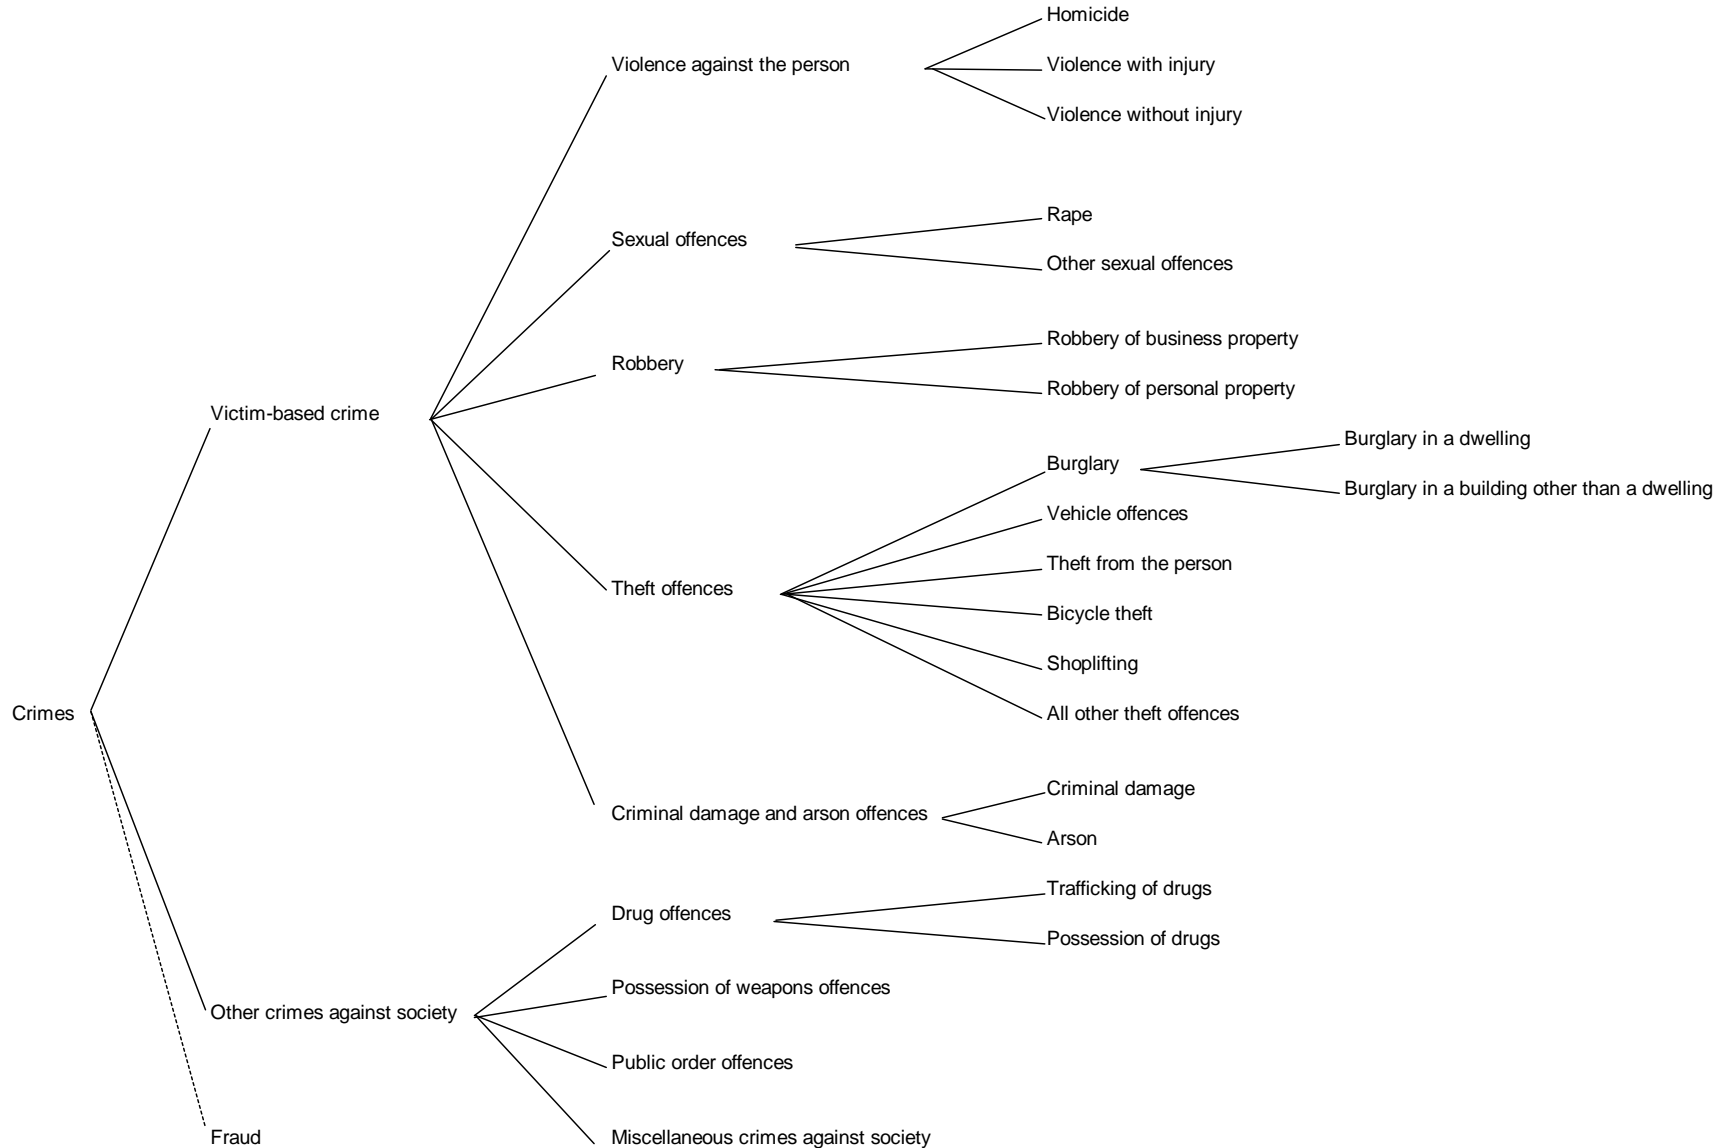 Homicide
Violence against the person
Violence with injury
Violence without injury
Rape
Sexual offences
Other sexual offences
Robbery of business property
Robbery
Robbery of personal property
Victim-based crime
Burglary in a dwelling
Burglary
Burglary in a building other than a dwelling
Vehicle offences
Theft from the person
Theft offences
Bicycle theft
Shoplifting
Crimes
All other theft offences
Criminal damage
Criminal damage and arson offences
Arson
Trafficking of drugs
Drug offences
Possession of drugs
Possession of weapons offences
Other crimes against society
Public order offences
Fraud
Miscellaneous crimes against society